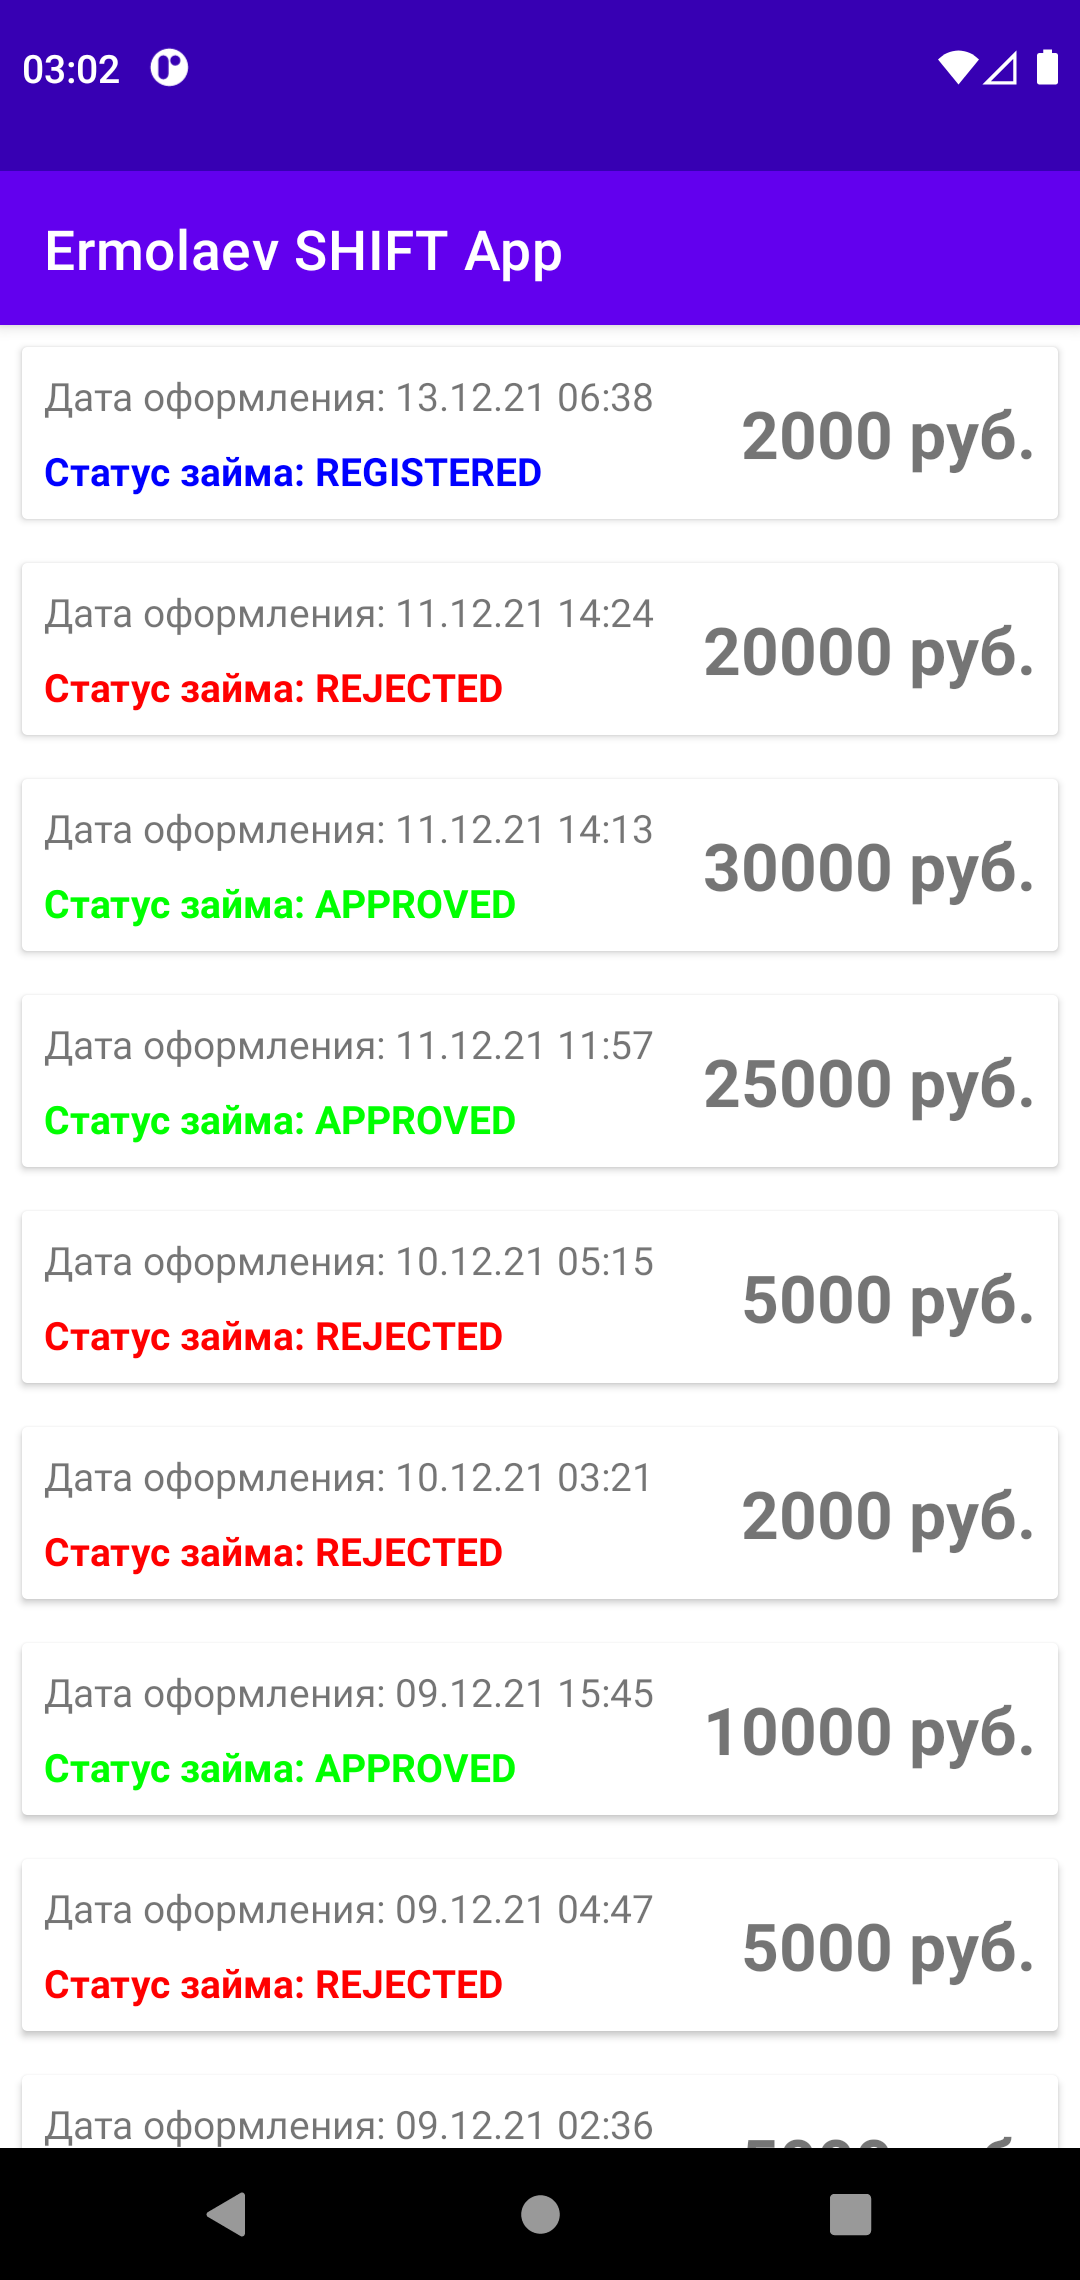 03:02
Ermolaev SHIFT App
Дата оформления: 13.12.21 06:38
2000 руб.
Статус займа: REGISTERED
Дата оформления: 11.12.21 14:24
20000 руб.
Статус займа: REJECTED
Дата оформления: 11.12.21 14:13
30000 руб.
Статус займа: APPROVED
Дата оформления: 11.12.21 11:57
25000 руб.
Статус займа: APPROVED
Дата оформления: 10.12.21 05:15
5000 руб.
Статус займа: REJECTED
Дата оформления: 10.12.21 03:21
2000 руб.
Статус займа: REJECTED
Дата оформления: 09.12.21 15:45
10000 руб.
Статус займа: APPROVED
Дата оформления: 09.12.21 04:47
5000 руб.
Статус займа: REJECTED
Дата оформления: 09.12.21 02:36